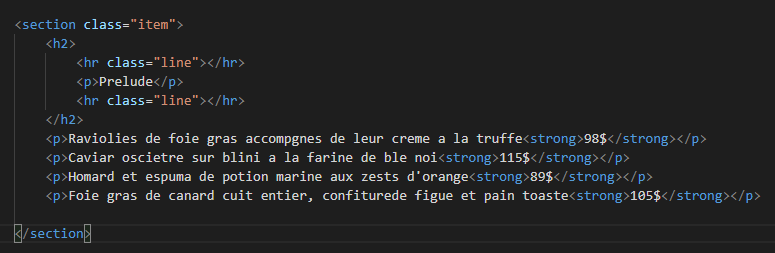 <section class="item">
<h2>
<hr class="line"></hr>
<p>Prelude</p>
<hr class="line"></hr>
</h2>
<p>Raviolies de foie gras accompgnes de leur creme a la truffe<strong>98$</strong></p>
<p>Caviar oscietre sur blini a la farine de ble noi<strong>115$</strong></p>
<p>Homard et espuma de potion marine aux zests d'orange<strong>89$</strong></p>
<p>Foie gras de canard cuit entier, confiturede figue et pain toaste<strong>105$</strong></p>
</section>